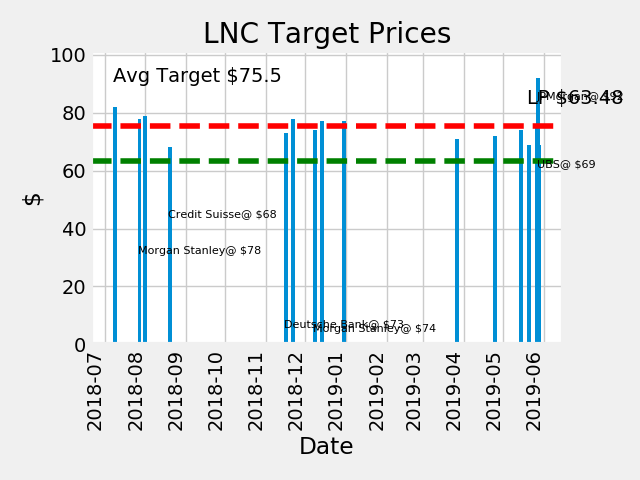 LNC Target Prices
100
80
60
40
20
0
$
Avg Target $75.5
LP $63.48
UBS@ $69
Credit Suisse@ $68
Morgan Stanley@ $78
Deutsche Bank@ $73
Morgan Stanley@ $74
2018-07
2018-08
2018-09
2018-10
2018-11
2018-12
2019-01
2019-02
2019-03
2019-04
2019-05
2019-06
Date